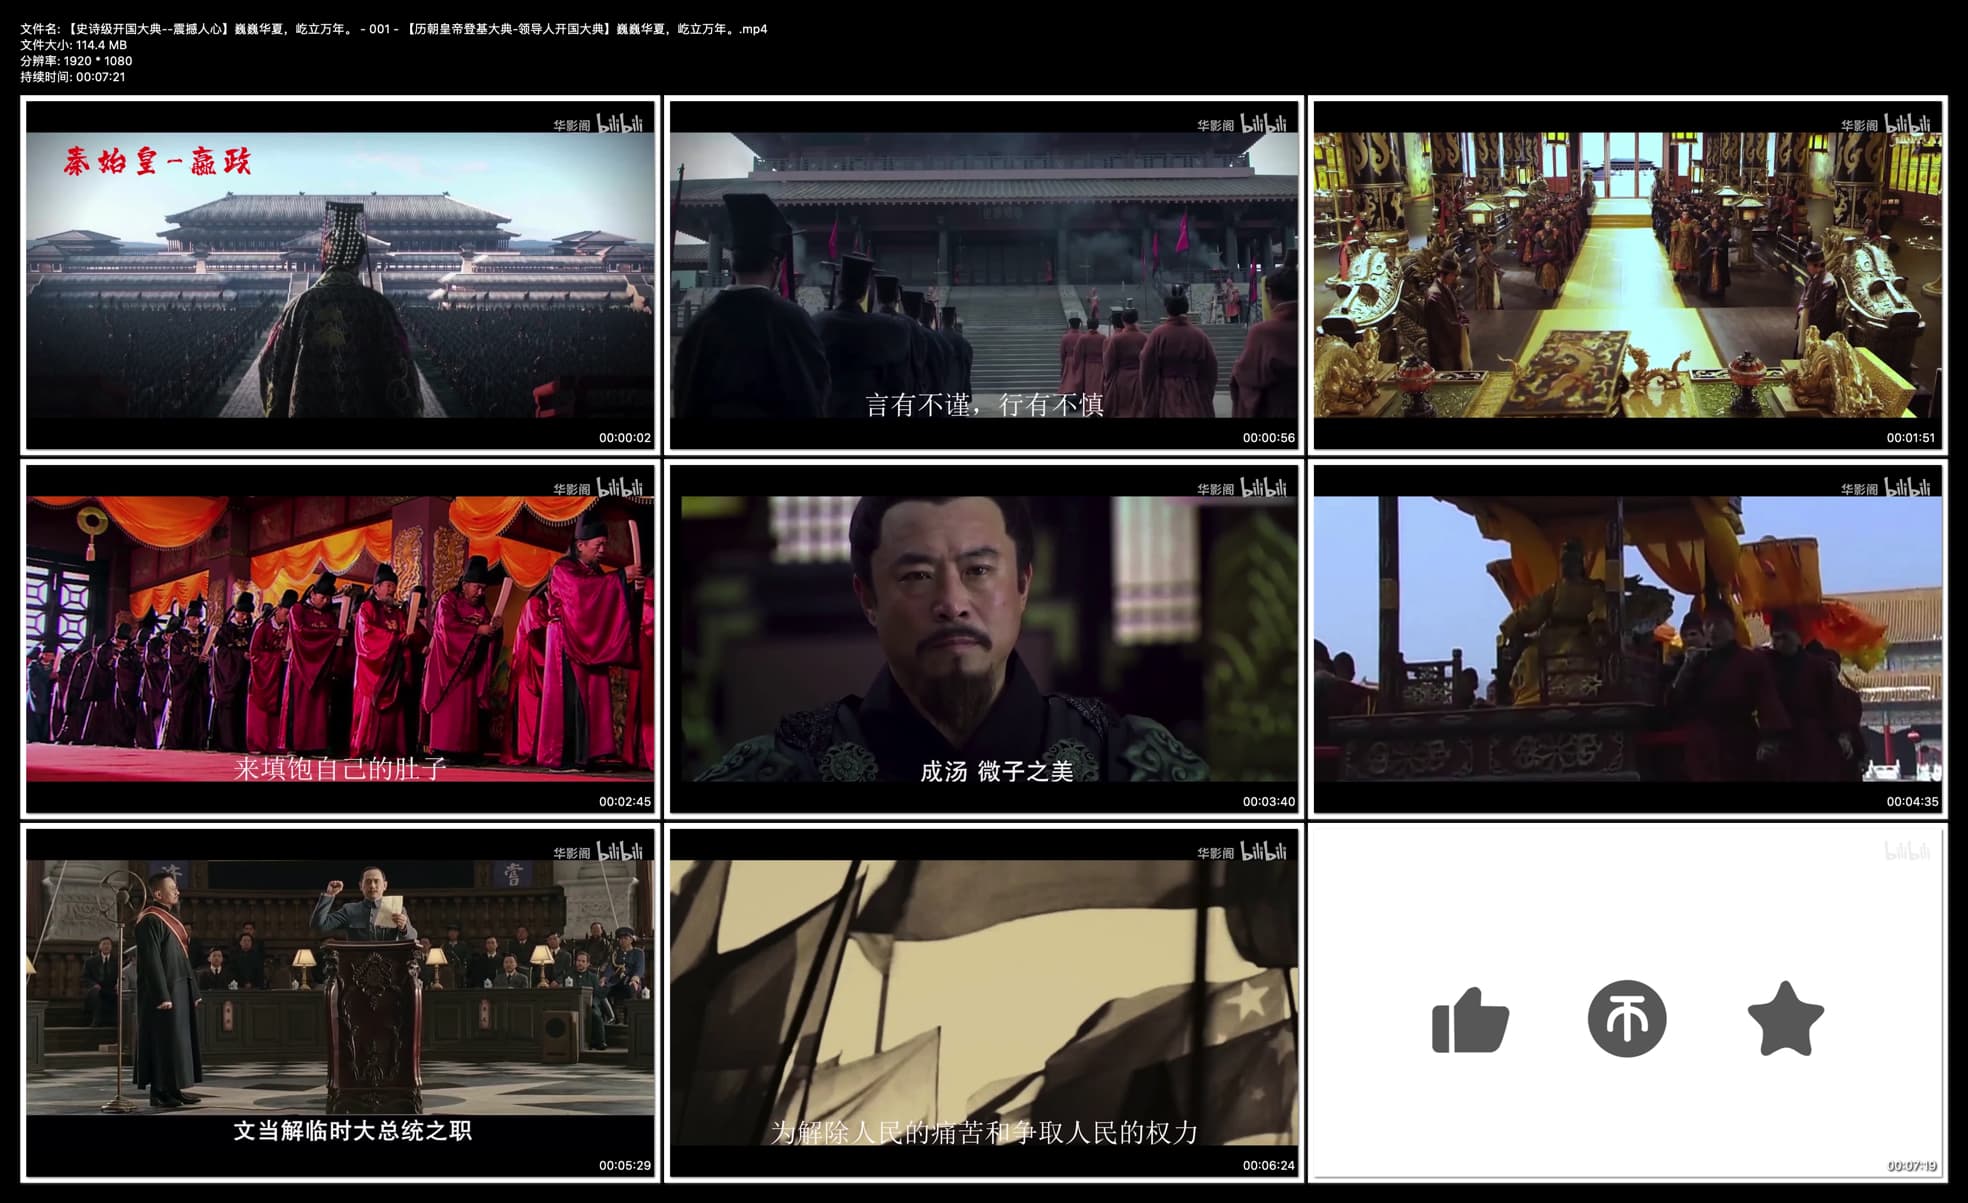 文件名: 【史诗级开国大典--震撼人心】巍巍华夏，屹立万年。 - 001 - 【历朝皇帝登基大典-领导人开国大典】巍巍华夏，屹立万年。.mp4
文件大小: 114.4 MB
分辨率: 1920 * 1080
持续时间: 00:07:21
华影阁 bilibili
秦始皇-嬴政
00:00:02
华影阁 bilibili
言有不谨，行有不慎
00:00:56
华影阁 bilibili
00:01:51
华影阁 bilibili
来填饱自己的肚子
00:02:45
华影阁 bilibili
成汤 微子之美
00:03:40
华影阁 bilibili
00:04:35
华影阁 bilibili
文当解临时大总统之职
00:05:29
华影阁 bilibili
为解除人民的痛苦和争取人民的权力
00:06:24
bilibili
00:07:19